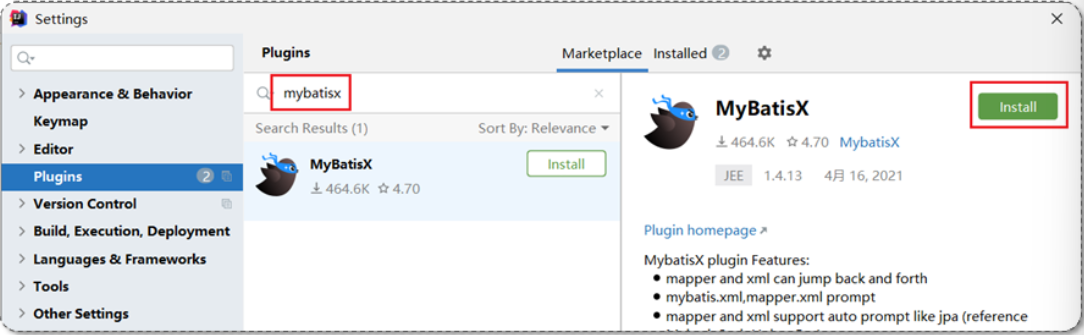 Settings
Plugins
Marketplace Installed 2
Appearance & Behavior
Keymap
Editor
Plugins 2
Version Control
Build, Execution, Deployment
Languages & Frameworks
Tools
Other Settings
mybatisx
Search Results (1) Sort By: Relevance
MyBatisX
464.6K 4.70
Install
MyBatisX
Install
464.6K 4.70 MybatisX
JEE 1.4.13 4月 16, 2021
Plugin homepage
MybatisX plugin Features:
• mapper and xml can jump back and forth
• mybatis.xml,mapper.xml prompt
• mapper and xml support auto prompt like jpa (reference